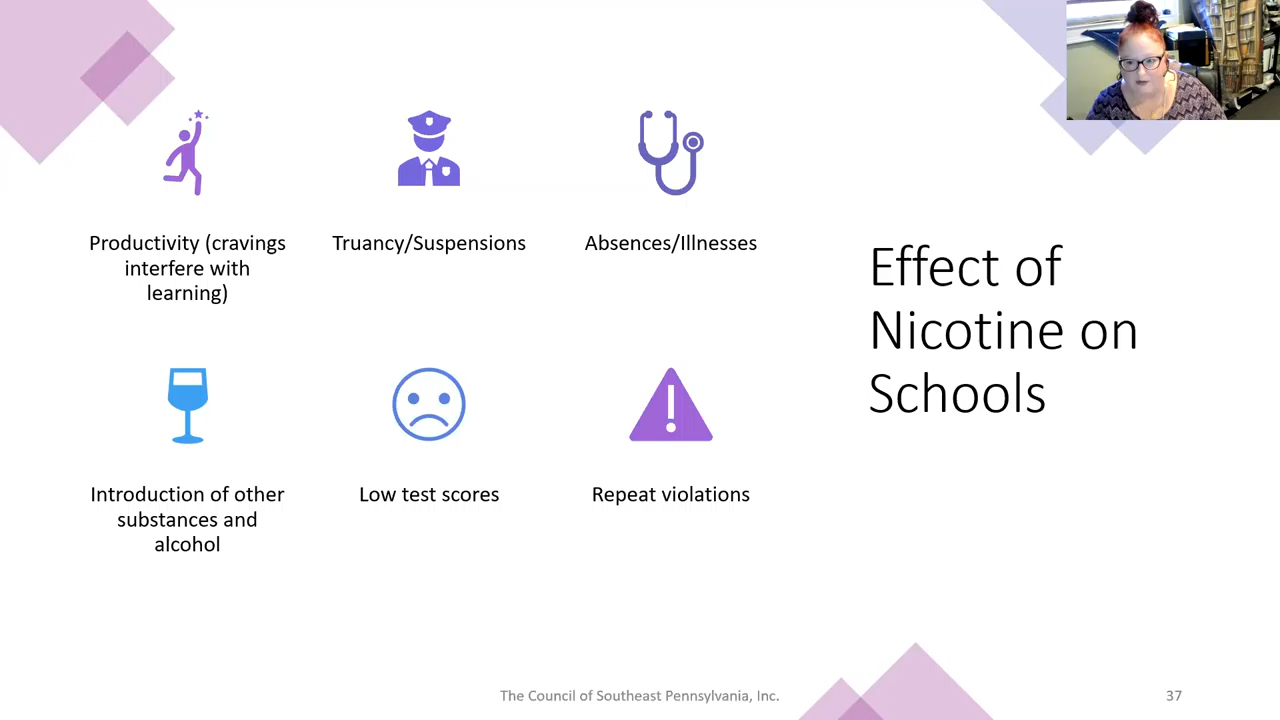 Productivity (cravings
interfere with
learning)
Truancy/Suspensions
Absences/Illnesses
Introduction of other
substances and
alcohol
Low test scores
Repeat violations
Effect of
Nicotine on
Schools
The Council of Southeast Pennsylvania, Inc.
37